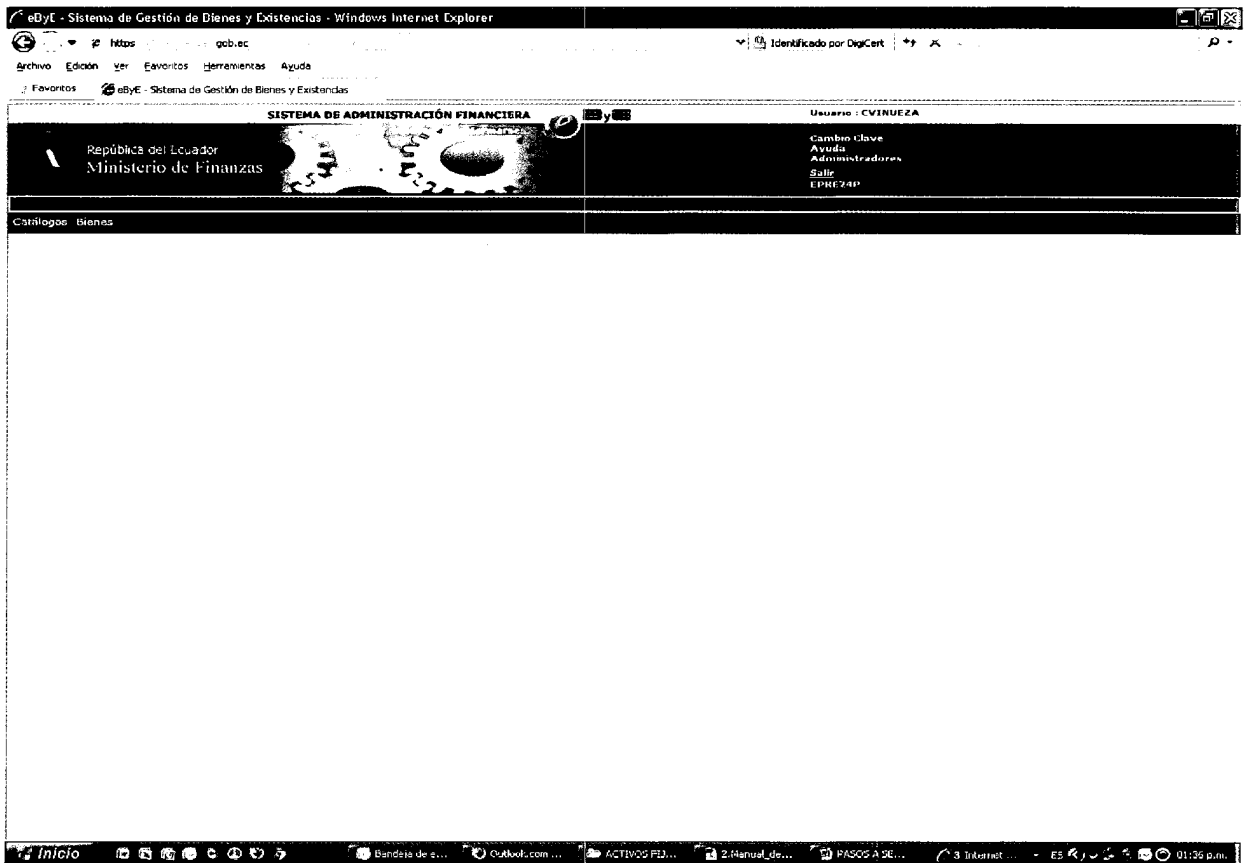 eByE - Sistema de Gestión de Bienes y Existencias - Windows Internet Explorer
https gob.ec Identificado por DigiCert
Archivo Edición Ver Favoritos Herramientas Ayuda
Favoritos eByE - Sistema de Gestión de Bienes y Existencias
SISTEMA DE ADMINISTRACIÓN FINANCIERA
Usuario : CVINUEZA
República del Ecuador
Ministerio de Finanzas
Cambio Clave
Ayuda
Administradores
Salir
EPRE24P
Catálogos Bienes
Inicio Bandeja de e... Outlook.com ... ACTIVOS FIJ... 2.Manual_de... PASOS A SE... 3 Internet ... ES 01:36 p.m.